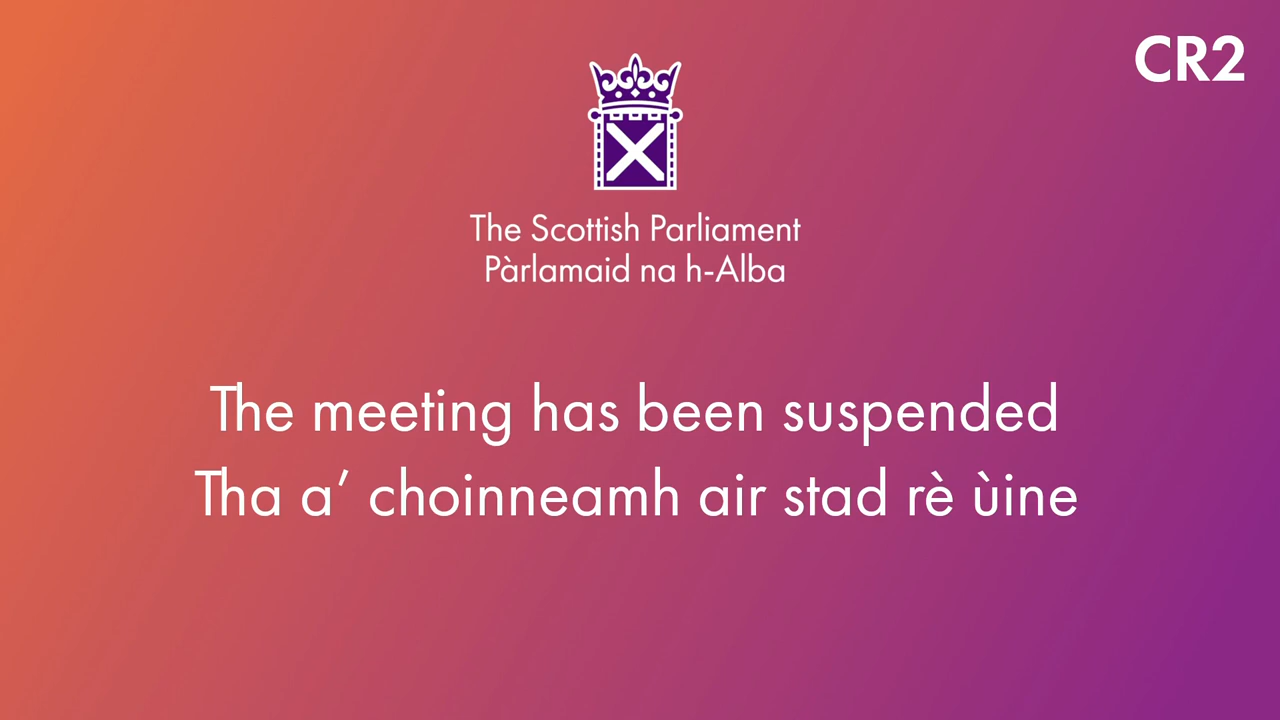 CR2
The Scottish Parliament
Pàrlamaid na h-Alba
The meeting has been suspended
Tha a’ choinneamh air stad rè ùine